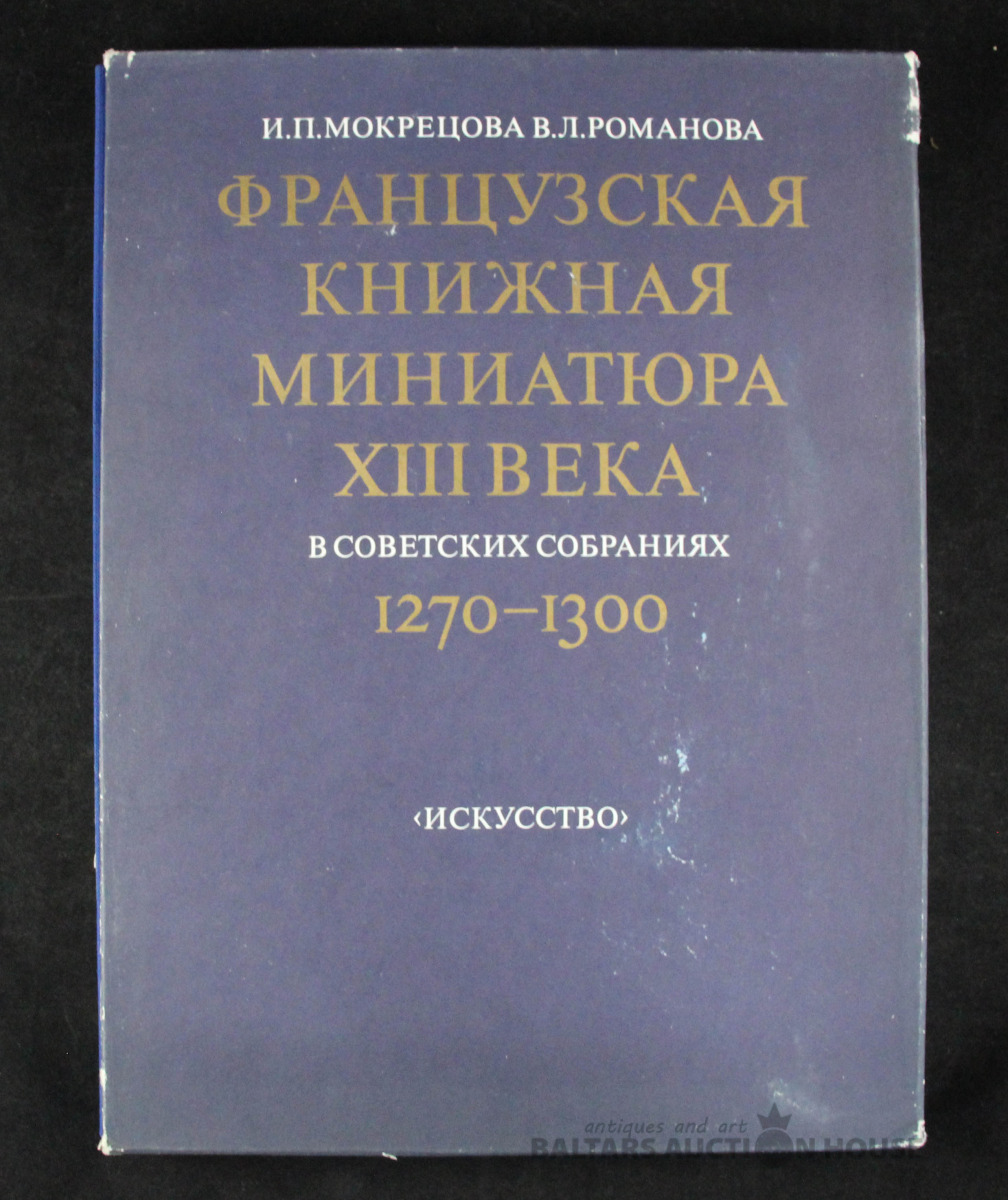 И.П.МОКРЕЦОВА В.Л.РОМАНОВА
ФРАНЦУЗСКАЯ
КНИЖНАЯ
МИНИАТЮРА
XIII ВЕКА
В СОВЕТСКИХ СОБРАНИЯХ
1270–1300
‹ИСКУССТВО›
antiques and art
BALTARS AUCTION HOUSE